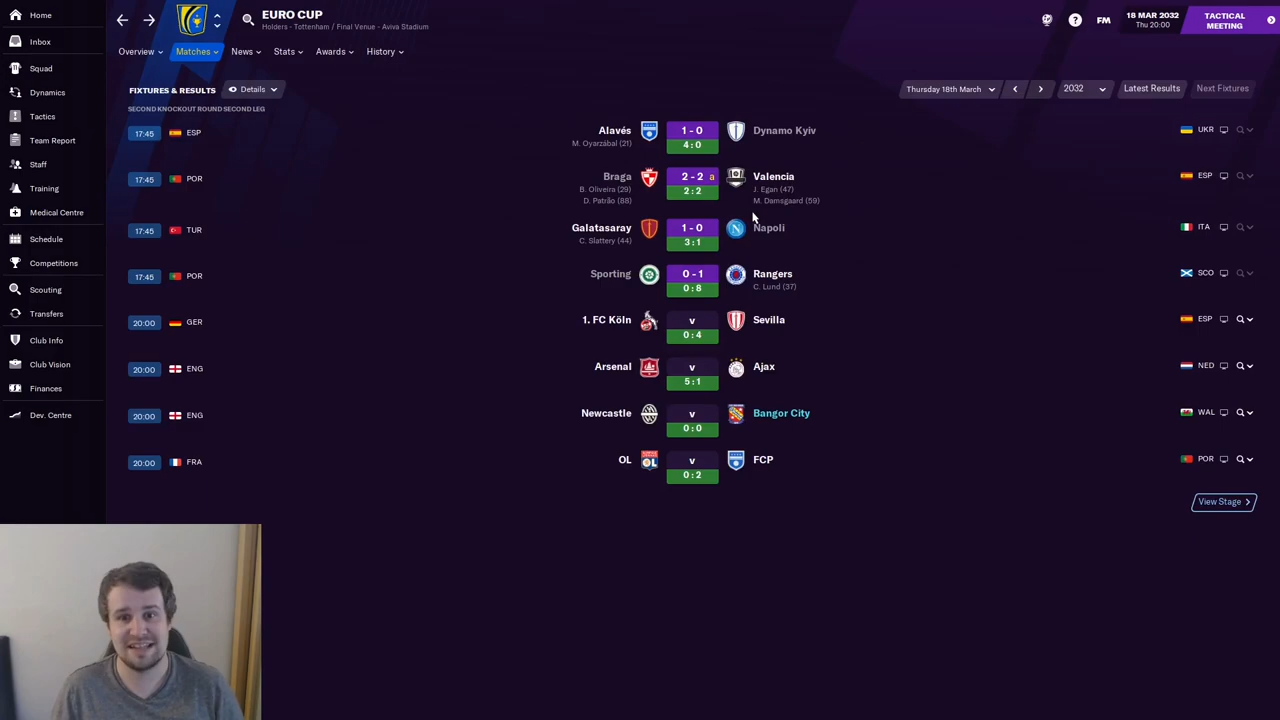 Home
Inbox
Squad
Dynamics
Tactics
Team Report
Staff
Training
Medical Centre
Schedule
Competitions
Scouting
Transfers
Club Info
Club Vision
Finances
Dev. Centre
EURO CUP
Holders - Tottenham / Final Venue - Aviva Stadium
FM
18 MAR 2032
Thu 20:00
TACTICAL
MEETING
Overview
Matches
News
Stats
Awards
History
FIXTURES & RESULTS
Details
Thursday 18th March
2032
Latest Results
Next Fixtures
SECOND KNOCKOUT ROUND SECOND LEG
17:45 ESP Alavés 1 - 0 Dynamo Kyiv UKR
M. Oyarzábal (21) 4:0
17:45 POR Braga 2 - 2 a Valencia ESP
B. Oliveira (29) 2:2 J. Egan (47)
D. Patrão (88) M. Damsgaard (59)
17:45 TUR Galatasaray 1 - 0 Napoli ITA
C. Slattery (44) 3:1
17:45 POR Sporting 0 - 1 Rangers SCO
0:8 C. Lund (37)
20:00 GER 1. FC Köln v Sevilla ESP
0:4
20:00 ENG Arsenal v Ajax NED
5:1
20:00 ENG Newcastle v Bangor City WAL
0:0
20:00 FRA OL v FCP POR
0:2
View Stage